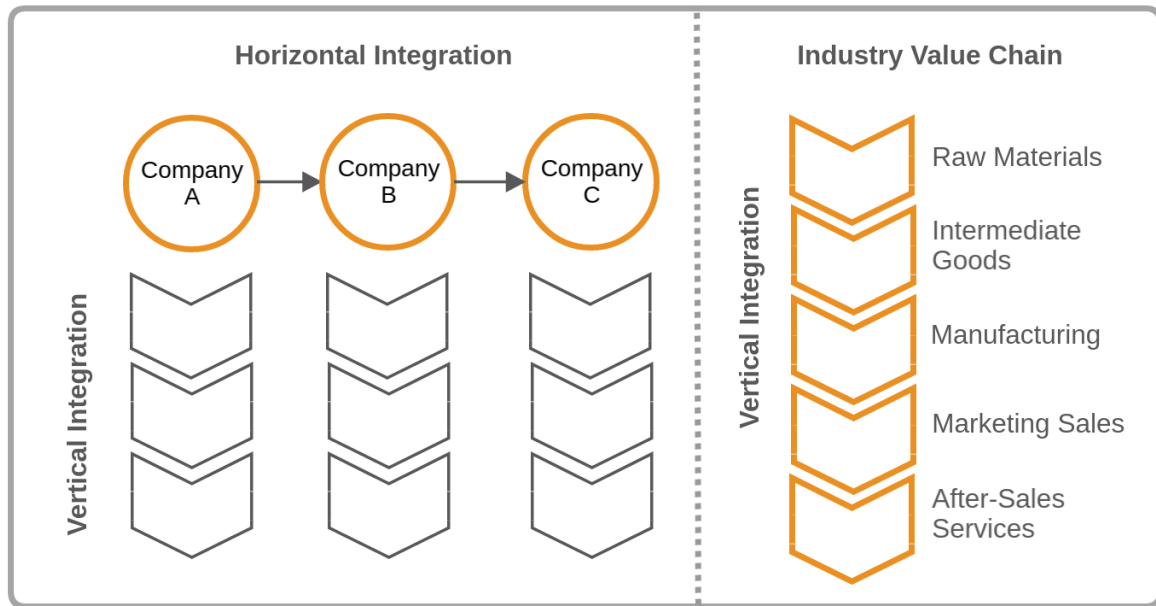 Horizontal Integration
Company
A
Company
B
Company
C
Vertical Integration
Industry Value Chain
Vertical Integration
Raw Materials
Intermediate
Goods
Manufacturing
Marketing Sales
After-Sales
Services